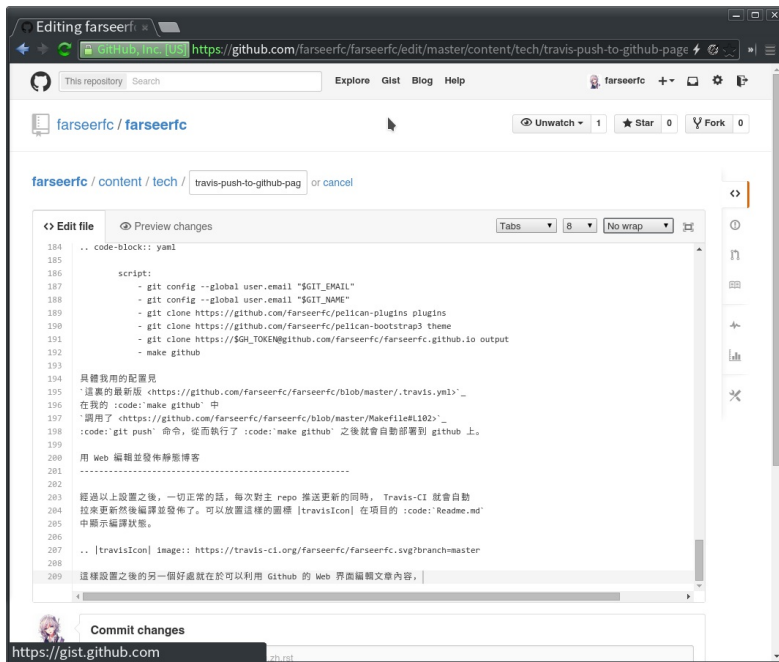 Editing farseerfc
GitHub, Inc. [US] https://github.com/farseerfc/farseerfc/edit/master/content/tech/travis-push-to-github-page
This repository Search Explore Gist Blog Help farseerfc
farseerfc / farseerfc Unwatch 1 Star 0 Fork 0
farseerfc / content / tech / travis-push-to-github-pag or cancel
Edit file Preview changes Tabs 8 No wrap
184 .. code-block:: yaml
185
186 script:
187 - git config --global user.email "$GIT_EMAIL"
188 - git config --global user.name "$GIT_NAME"
189 - git clone https://github.com/farseerfc/pelican-plugins plugins
190 - git clone https://github.com/farseerfc/pelican-bootstrap3 theme
191 - git clone https://$GH_TOKEN@github.com/farseerfc/farseerfc.github.io output
192 - make github
193
194 具體我用的配置見
195 `這裏的最新版 <https://github.com/farseerfc/farseerfc/blob/master/.travis.yml>`_
196 在我的 :code:`make github` 中
197 `調用了 <https://github.com/farseerfc/farseerfc/blob/master/Makefile#L102>`_
198 :code:`git push` 命令，從而執行了 :code:`make github` 之後就會自動部署到 github 上。
199
200 用 Web 編輯並發佈靜態博客
201 ------------------------------------------------------
202
203 經過以上設置之後，一切正常的話，每次對主 repo 推送更新的同時， Travis-CI 就會自動
204 拉來更新然後編譯並發佈了。可以放置這樣的圖標 |travisIcon| 在項目的 :code:`Readme.md`
205 中顯示編譯狀態。
206
207 .. |travisIcon| image:: https://travis-ci.org/farseerfc/farseerfc.svg?branch=master
208
209 這樣設置之後的另一個好處就在於可以利用 Github 的 Web 界面編輯文章內容，
Commit changes
https://gist.github.com
zh.rst